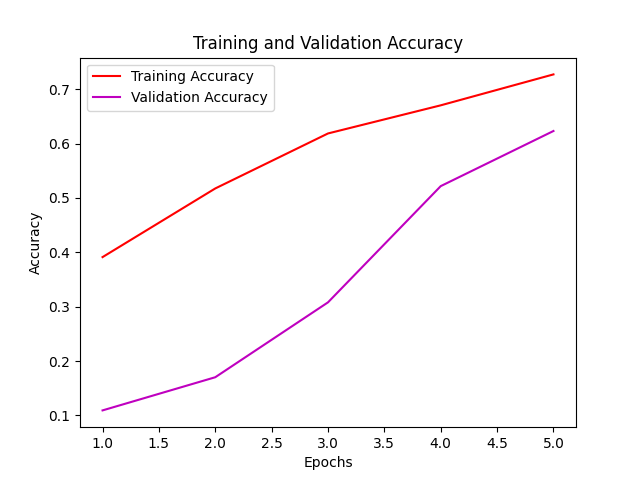 Training and Validation Accuracy
Training Accuracy
Validation Accuracy
Accuracy
0.7
0.6
0.5
0.4
0.3
0.2
0.1
1.0 1.5 2.0 2.5 3.0 3.5 4.0 4.5 5.0
Epochs